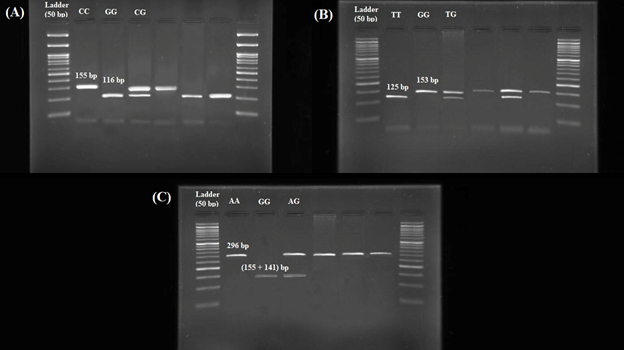 (A)
Ladder
(50 bp)
CC
GG
CG
155 bp
116 bp
(B)
Ladder
(50 bp)
TT
GG
TG
125 bp
153 bp
(C)
Ladder
(50 bp)
AA
GG
AG
296 bp
(155 + 141) bp